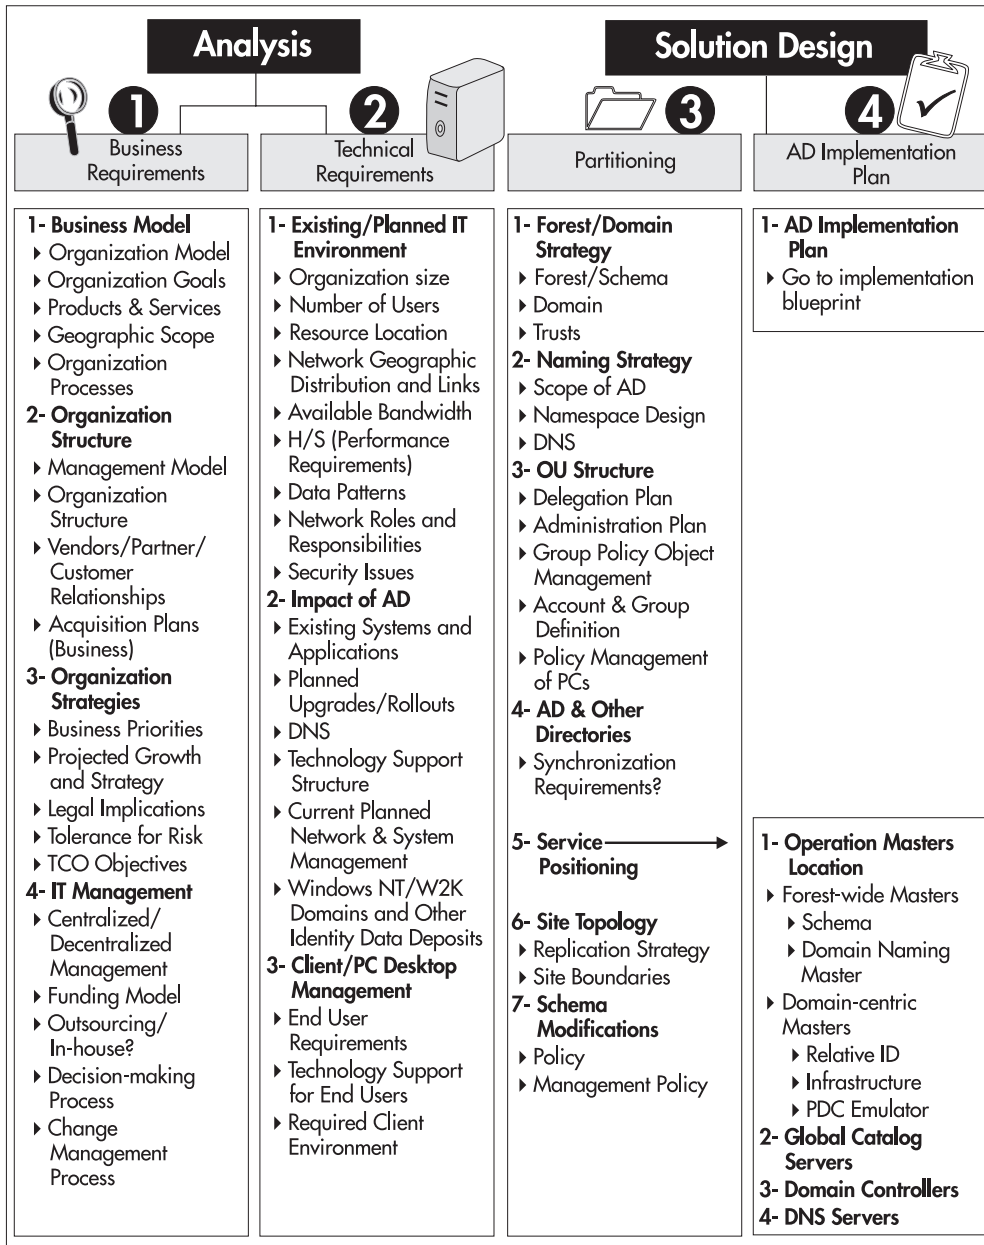 Analysis
Solution Design
1
Business
Requirements
2
Technical
Requirements
3
Partitioning
4
AD Implementation
Plan
1- Business Model
Organization Model
Organization Goals
Products & Services
Geographic Scope
Organization
Processes
2- Organization
Structure
Management Model
Organization
Structure
Vendors/Partner/
Customer
Relationships
Acquisition Plans
(Business)
3- Organization
Strategies
Business Priorities
Projected Growth
and Strategy
Legal Implications
Tolerance for Risk
TCO Objectives
4- IT Management
Centralized/
Decentralized
Management
Funding Model
Outsourcing/
In-house?
Decision-making
Process
Change
Management
Process
1- Existing/Planned IT
Environment
Organization size
Number of Users
Resource Location
Network Geographic
Distribution and Links
Available Bandwidth
H/S (Performance
Requirements)
Data Patterns
Network Roles and
Responsibilities
Security Issues
2- Impact of AD
Existing Systems and
Applications
Planned
Upgrades/Rollouts
DNS
Technology Support
Structure
Current Planned
Network & System
Management
Windows NT/W2K
Domains and Other
Identity Data Deposits
3- Client/PC Desktop
Management
End User
Requirements
Technology Support
for End Users
Required Client
Environment
1- Forest/Domain
Strategy
Forest/Schema
Domain
Trusts
2- Naming Strategy
Scope of AD
Namespace Design
DNS
3- OU Structure
Delegation Plan
Administration Plan
Group Policy Object
Management
Account & Group
Definition
Policy Management
of PCs
4- AD & Other
Directories
Synchronization
Requirements?
5- Service
Positioning
6- Site Topology
Replication Strategy
Site Boundaries
7- Schema
Modifications
Policy
Management Policy
1- AD Implementation
Plan
Go to implementation
blueprint
1- Operation Masters
Location
Forest-wide Masters
Schema
Domain Naming
Master
Domain-centric
Masters
Relative ID
Infrastructure
PDC Emulator
2- Global Catalog
Servers
3- Domain Controllers
4- DNS Servers